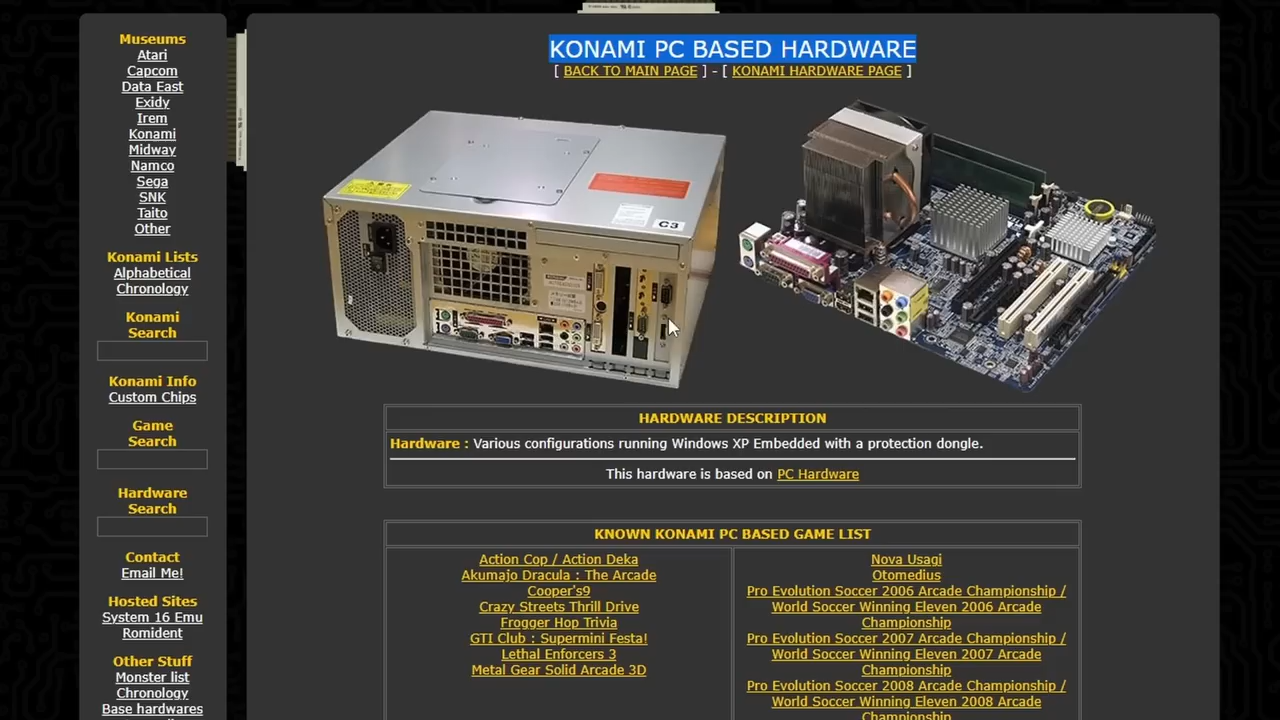 Museums
Atari
Capcom
Data East
Exidy
Irem
Konami
Midway
Namco
Sega
SNK
Taito
Other
Konami Lists
Alphabetical
Chronology
Konami
Search
Konami Info
Custom Chips
Game
Search
Hardware
Search
Contact
Email Me!
Hosted Sites
System 16 Emu
Romident
Other Stuff
Monster list
Chronology
Base hardwares
KONAMI PC BASED HARDWARE
[ BACK TO MAIN PAGE ] - [ KONAMI HARDWARE PAGE ]
C3
HARDWARE DESCRIPTION
Hardware : Various configurations running Windows XP Embedded with a protection dongle.
This hardware is based on PC Hardware
KNOWN KONAMI PC BASED GAME LIST
Action Cop / Action Deka
Akumajo Dracula : The Arcade
Cooper's9
Crazy Streets Thrill Drive
Frogger Hop Trivia
GTI Club : Supermini Festa!
Lethal Enforcers 3
Metal Gear Solid Arcade 3D
Nova Usagi
Otomedius
Pro Evolution Soccer 2006 Arcade Championship /
World Soccer Winning Eleven 2006 Arcade
Championship
Pro Evolution Soccer 2007 Arcade Championship /
World Soccer Winning Eleven 2007 Arcade
Championship
Pro Evolution Soccer 2008 Arcade Championship /
World Soccer Winning Eleven 2008 Arcade
Championship